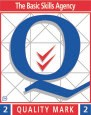 The Basic Skills Agency
Q
2 QUALITY MARK 2